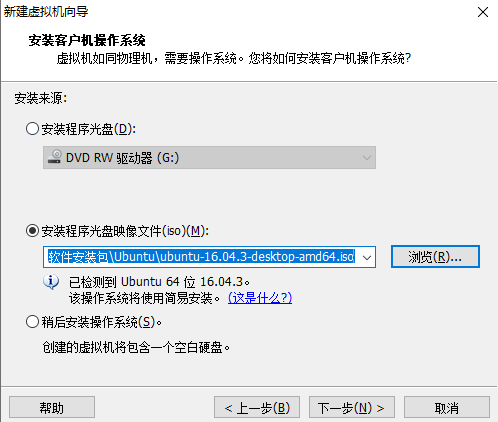 新建虚拟机向导
安装客户机操作系统
虚拟机如同物理机，需要操作系统。您将如何安装客户机操作系统?
安装来源:
安装程序光盘(D):
DVD RW 驱动器 (G:)
安装程序光盘映像文件(iso)(M):
软件安装包\Ubuntu\ubuntu-16.04.3-desktop-amd64.iso
浏览(R)...
已检测到 Ubuntu 64 位 16.04.3。
该操作系统将使用简易安装。(这是什么?)
稍后安装操作系统(S)。
创建的虚拟机将包含一个空白硬盘。
帮助
< 上一步(B)
下一步(N) >
取消